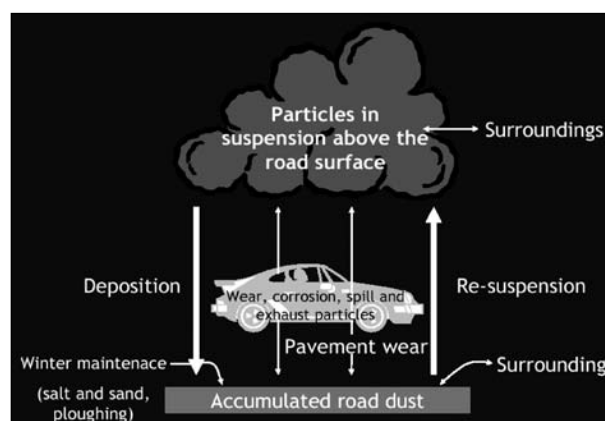 Particles in
suspension above the
road surface
Surroundings
Deposition
Re-suspension
Wear, corrosion, spill and
exhaust particles
Pavement wear
Winter maintenace
Surrounding
(salt and sand,
ploughing)
Accumulated road dust